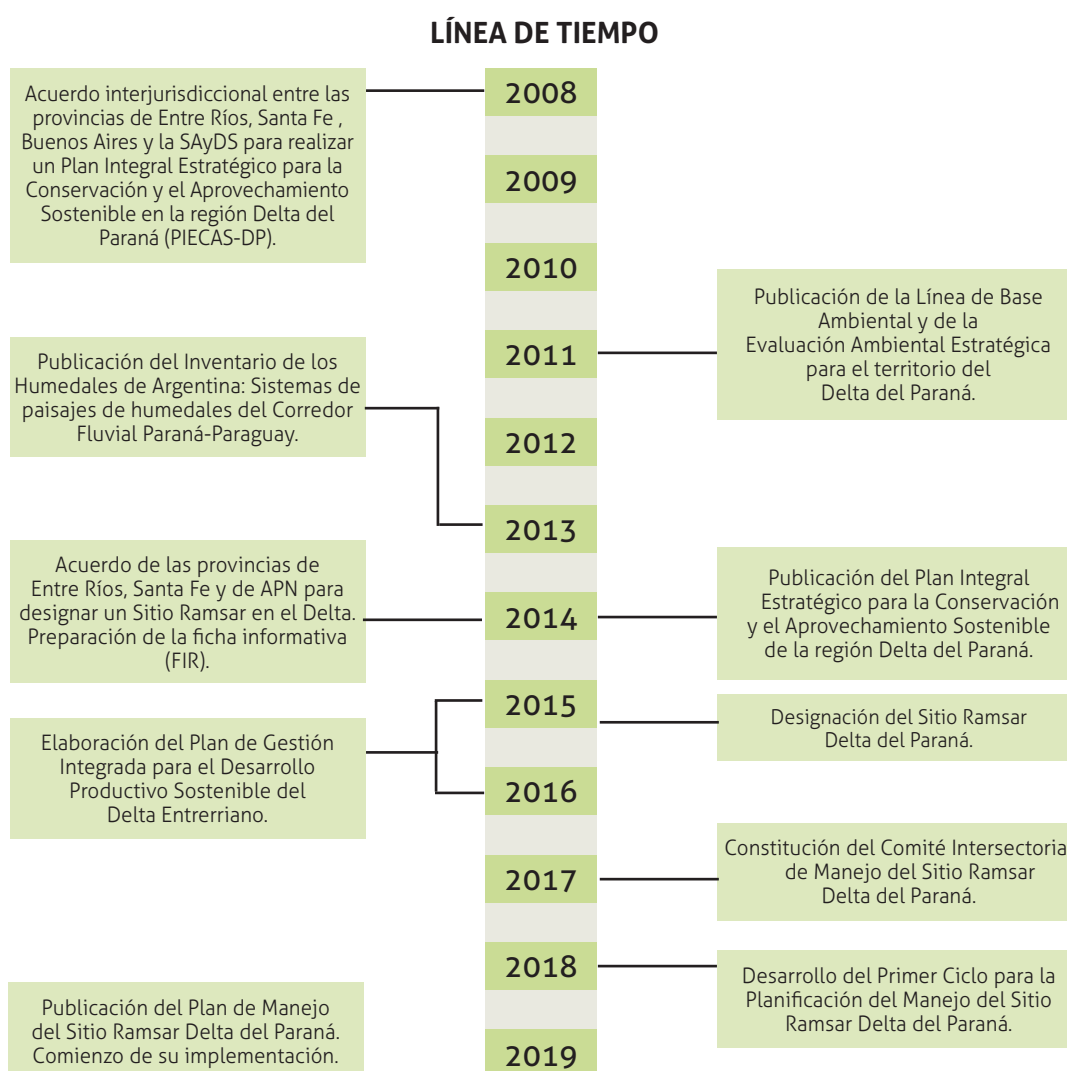 LÍNEA DE TIEMPO
2008
Acuerdo interjurisdiccional entre las
provincias de Entre Ríos, Santa Fe ,
Buenos Aires y la SAyDS para realizar
un Plan Integral Estratégico para la
Conservación y el Aprovechamiento
Sostenible en la región Delta del
Paraná (PIECAS-DP).
2009
2010
2011
Publicación de la Línea de Base
Ambiental y de la
Evaluación Ambiental Estratégica
para el territorio del
Delta del Paraná.
2012
2013
Publicación del Inventario de los
Humedales de Argentina: Sistemas de
paisajes de humedales del Corredor
Fluvial Paraná-Paraguay.
2014
Acuerdo de las provincias de
Entre Ríos, Santa Fe y de APN para
designar un Sitio Ramsar en el Delta.
Preparación de la ficha informativa
(FIR).
Publicación del Plan Integral
Estratégico para la Conservación
y el Aprovechamiento Sostenible
de la región Delta del Paraná.
2015
Designación del Sitio Ramsar
Delta del Paraná.
2016
Elaboración del Plan de Gestión
Integrada para el Desarrollo
Productivo Sostenible del
Delta Entrerriano.
2017
Constitución del Comité Intersectoria
de Manejo del Sitio Ramsar
Delta del Paraná.
2018
Desarrollo del Primer Ciclo para la
Planificación del Manejo del Sitio
Ramsar Delta del Paraná.
2019
Publicación del Plan de Manejo
del Sitio Ramsar Delta del Paraná.
Comienzo de su implementación.